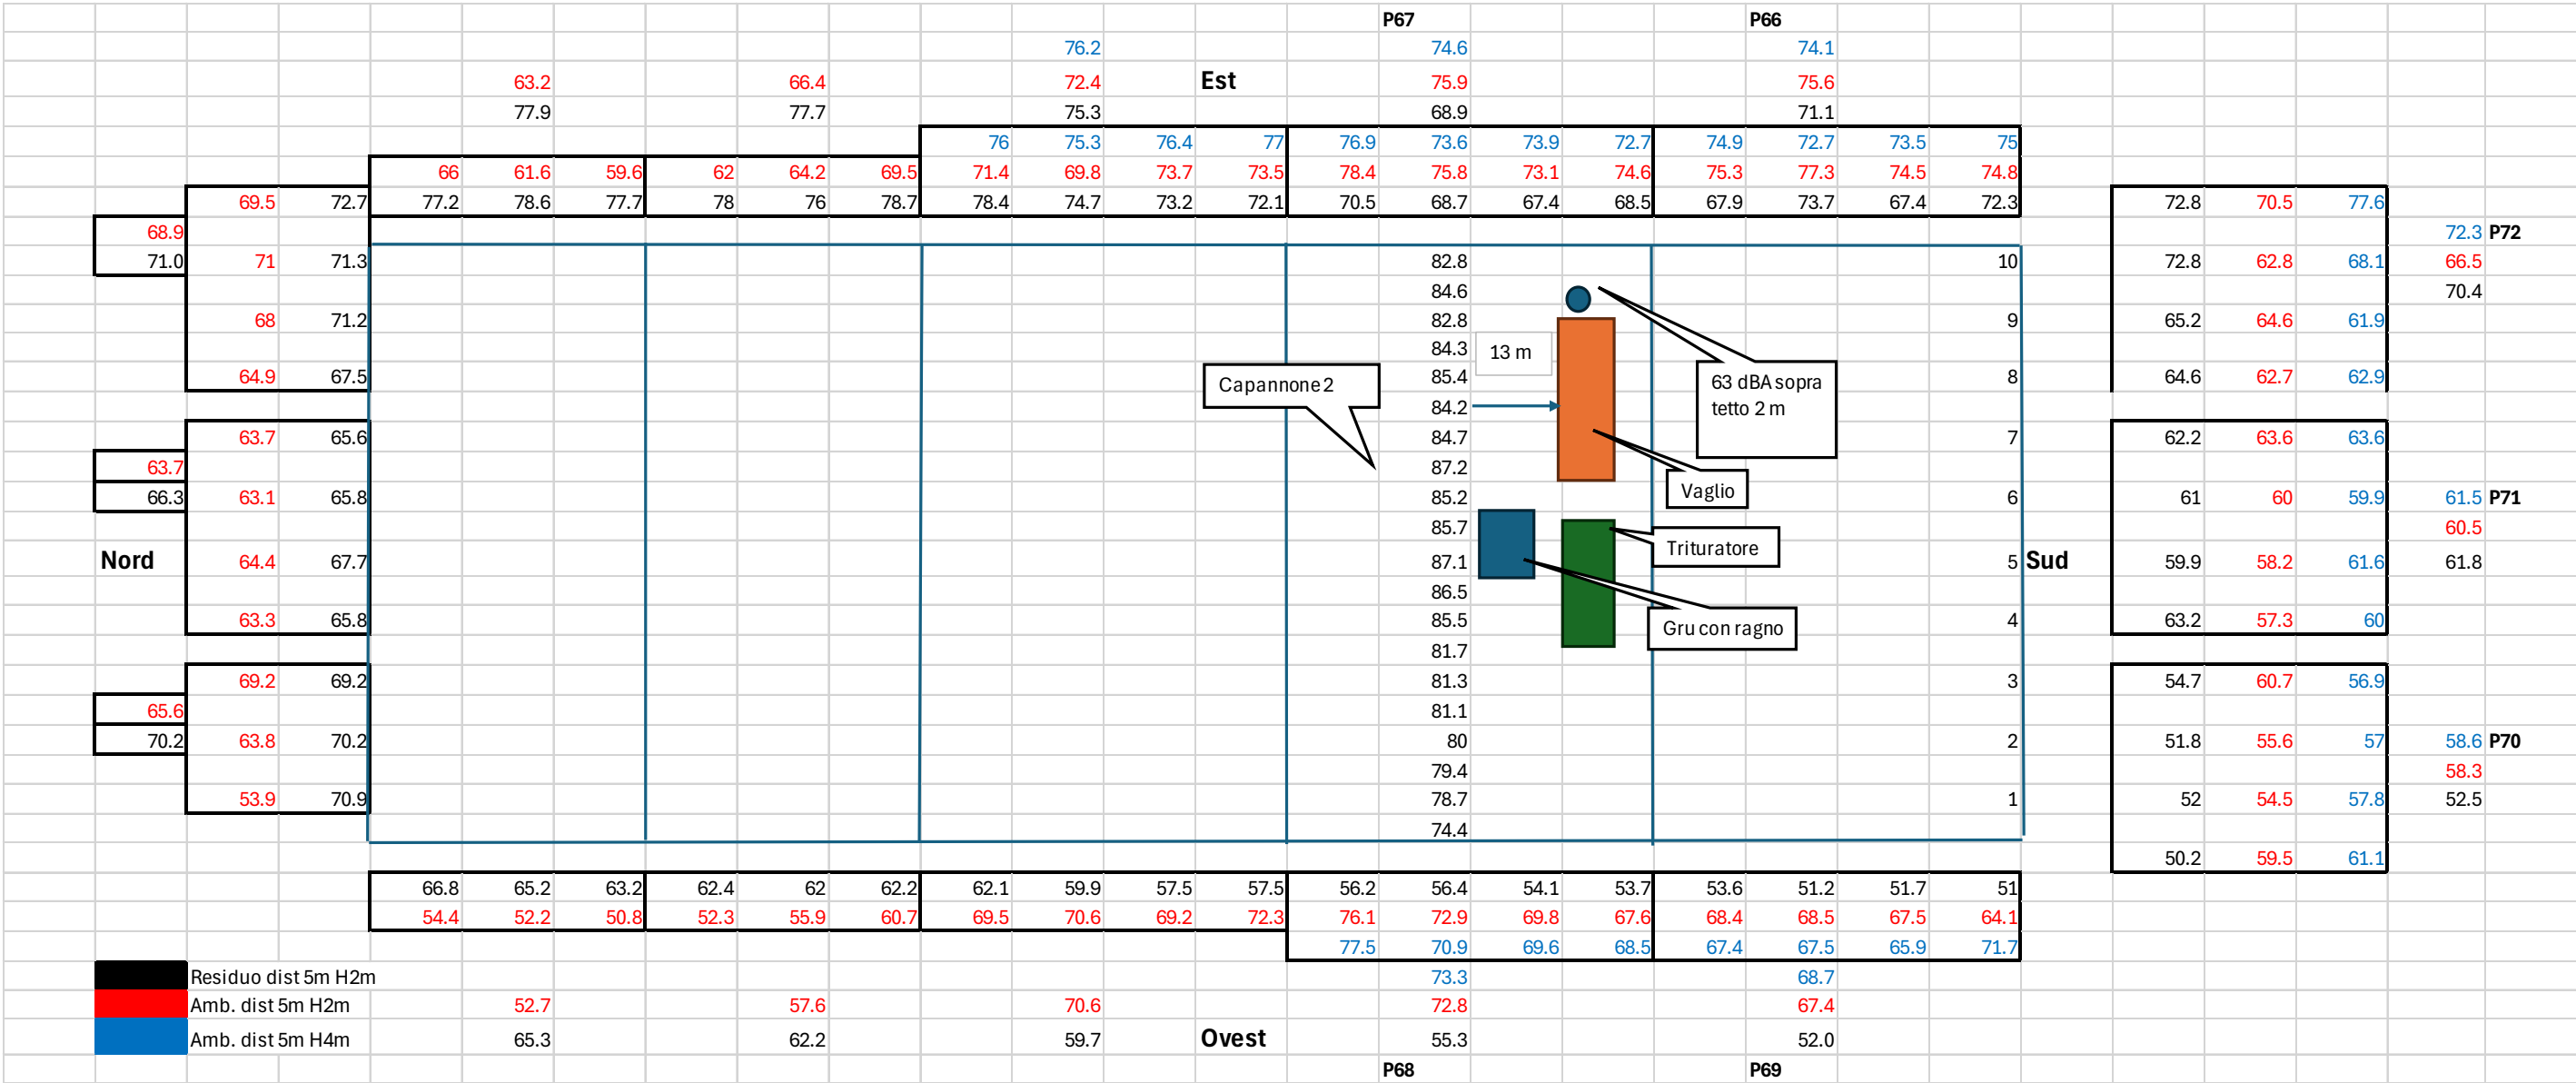 P67 P66
76.2 74.6 74.1
63.2 66.4 72.4 Est 75.9 75.6
77.9 77.7 75.3 68.9 71.1
76 75.3 76.4 77 76.9 73.6 73.9 72.7 74.9 72.7 73.5 75
66 61.6 59.6 62 64.2 69.5 71.4 69.8 73.7 73.5 78.4 75.8 73.1 74.6 75.3 77.3 74.5 74.8
69.5 72.7 77.2 78.6 77.7 78 76 78.7 78.4 74.7 73.2 72.1 70.5 68.7 67.4 68.5 67.9 73.7 67.4 72.3 72.8 70.5 77.6
68.9 72.3 P72
71.0 71 71.3 82.8 10 72.8 62.8 68.1 66.5
84.6 70.4
68 71.2 82.8 9 65.2 64.6 61.9
84.3 13 m
64.9 67.5 85.4 8 64.6 62.7 62.9
Capannone 2
63 dBA sopra
tetto 2 m
84.2
63.7 65.6 84.7 7 62.2 63.6 63.6
63.7 87.2
Vaglio
66.3 63.1 65.8 85.2 6 61 60 59.9 61.5 P71
85.7 60.5
Trituratore
Nord 64.4 67.7 87.1 5 Sud 59.9 58.2 61.6 61.8
86.5
63.3 65.8 85.5 4 63.2 57.3 60
Gru con ragno
81.7
69.2 69.2 81.3 3 54.7 60.7 56.9
65.6 81.1
70.2 63.8 70.2 80 2 51.8 55.6 57 58.6 P70
79.4 58.3
53.9 70.9 78.7 1 52 54.5 57.8 52.5
74.4
50.2 59.5 61.1
66.8 65.2 63.2 62.4 62 62.2 62.1 59.9 57.5 57.5 56.2 56.4 54.1 53.7 53.6 51.2 51.7 51
54.4 52.2 50.8 52.3 55.9 60.7 69.5 70.6 69.2 72.3 76.1 72.9 69.8 67.6 68.4 68.5 67.5 64.1
77.5 70.9 69.6 68.5 67.4 67.5 65.9 71.7
Residuo dist 5m H2m 73.3 68.7
Amb. dist 5m H2m 52.7 57.6 70.6 72.8 67.4
Amb. dist 5m H4m 65.3 62.2 59.7 Ovest 55.3 52.0
P68 P69